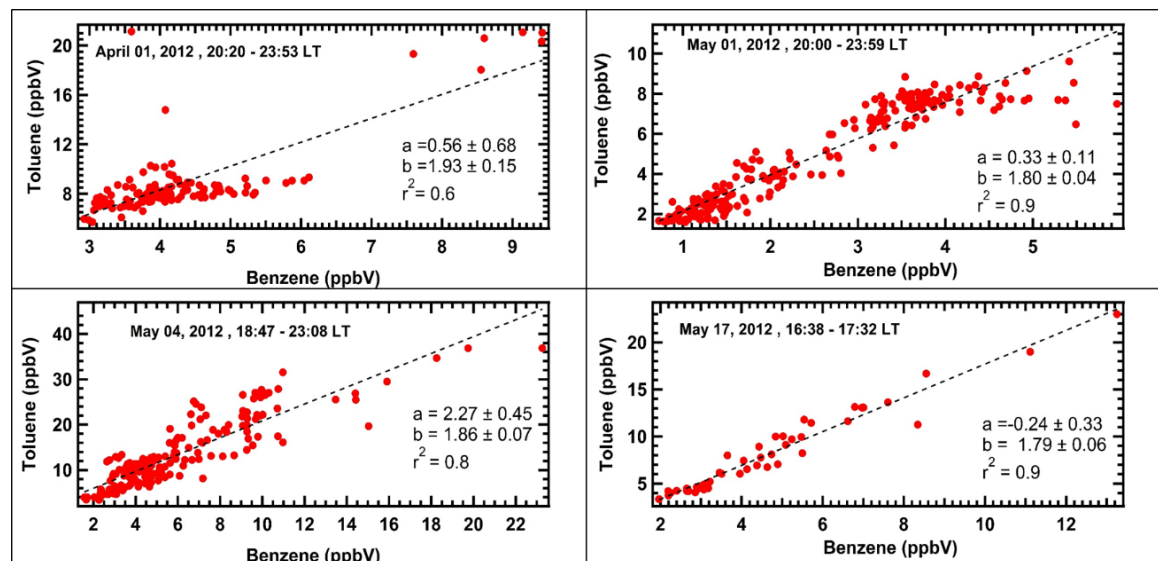 April 01, 2012 , 20:20 - 23:53 LT
Toluene (ppbV)
20
16
12
8
a =0.56 ± 0.68
b =1.93 ± 0.15
r2= 0.6
3 4 5 6 7 8 9
Benzene (ppbV)
May 01, 2012 , 20:00 - 23:59 LT
Toluene (ppbV)
10
8
6
4
2
a = 0.33 ± 0.11
b = 1.80 ± 0.04
r2 = 0.9
1 2 3 4 5
Benzene (ppbV)
May 04, 2012 , 18:47 - 23:08 LT
Toluene (ppbV)
40
30
20
10
a = 2.27 ± 0.45
b = 1.86 ± 0.07
r2 = 0.8
2 4 6 8 10 12 14 16 18 20 22
Benzene (ppbV)
May 17, 2012 , 16:38 - 17:32 LT
Toluene (ppbV)
20
15
10
5
a =-0.24 ± 0.33
b = 1.79 ± 0.06
r2 = 0.9
2 4 6 8 10 12
Benzene (ppbV)